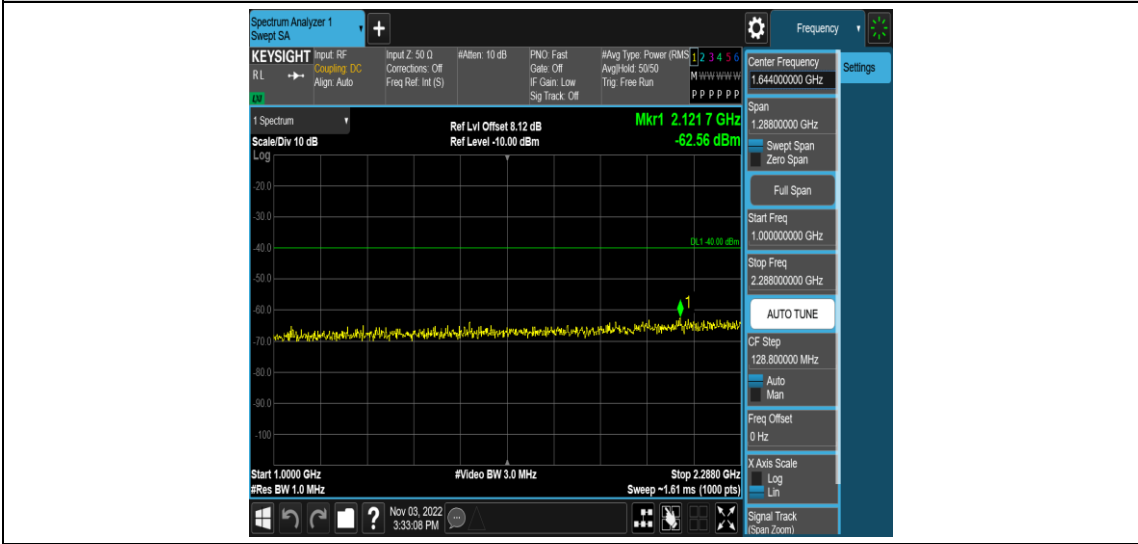 Spectrum Analyzer 1
Swept SA
+
Frequency
KEYSIGHT
RL
LXI
Input: RF
Coupling: DC
Align: Auto
Input Z: 50 Ω
Corrections: Off
Freq Ref: Int (S)
#Atten: 10 dB
PNO: Fast
Gate: Off
IF Gain: Low
Sig Track: Off
#Avg Type: Power (RMS
Avg|Hold: 50/50
Trig: Free Run
1 2 3 4 5 6
M W W W W W
P P P P P P
1 Spectrum
Scale/Div 10 dB
Log
Ref Lvl Offset 8.12 dB
Ref Level -10.00 dBm
Mkr1 2.121 7 GHz
-62.56 dBm
-20.0
-30.0
-40.0
DL1 -40.00 dBm
-50.0
-60.0
1
-70.0
-80.0
-90.0
-100
Start 1.0000 GHz
#Res BW 1.0 MHz
#Video BW 3.0 MHz
Stop 2.2880 GHz
Sweep ~1.61 ms (1000 pts)
?
Nov 03, 2022
3:33:08 PM
Center Frequency
1.644000000 GHz
Settings
Span
1.28800000 GHz
Swept Span
Zero Span
Full Span
Start Freq
1.000000000 GHz
Stop Freq
2.288000000 GHz
AUTO TUNE
CF Step
128.800000 MHz
Auto
Man
Freq Offset
0 Hz
X Axis Scale
Log
Lin
Signal Track
(Span Zoom)